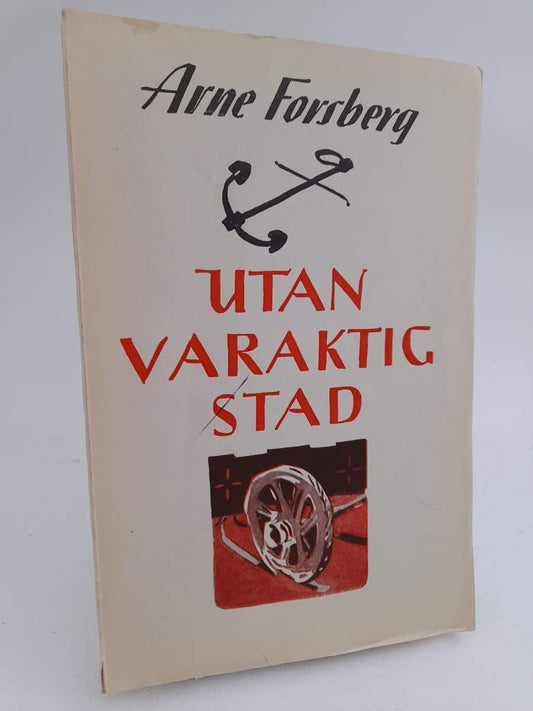 Arne Forsberg
UTAN
VARAKTIG
STAD